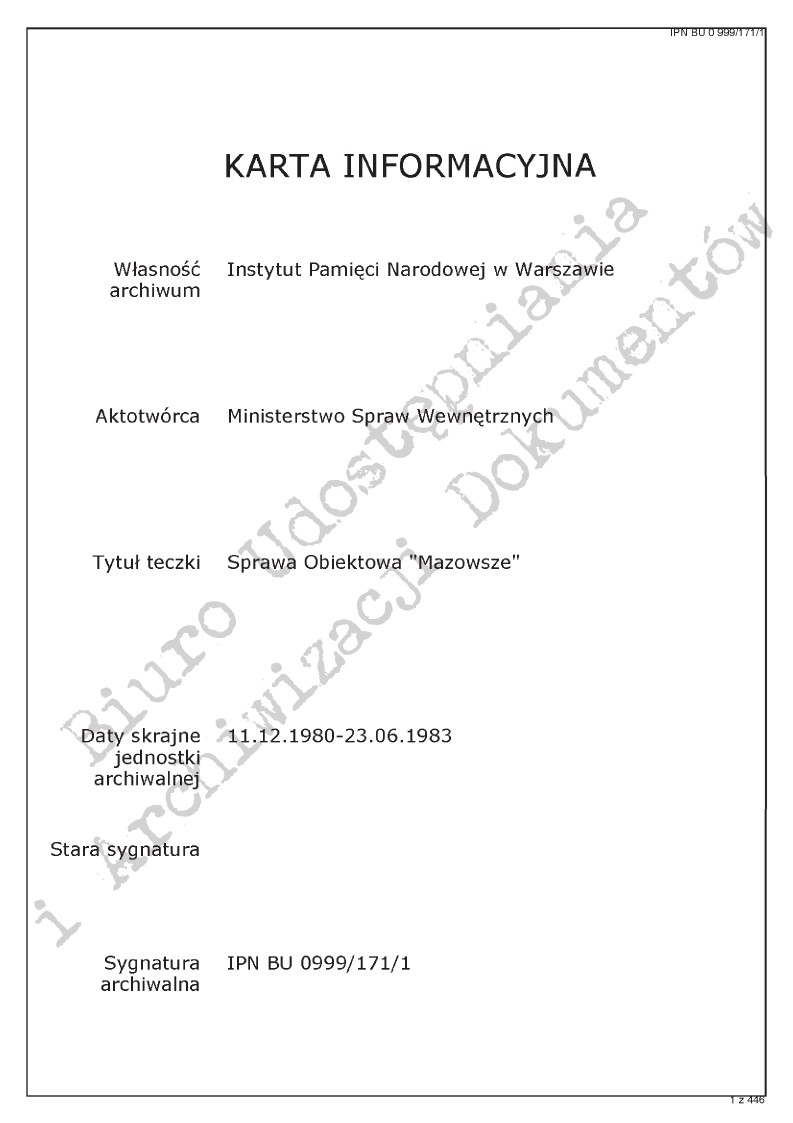 IPN BU 0 999/171/1
KARTA INFORMACYJNA
Własność archiwum
Instytut Pamięci Narodowej w Warszawie
Aktotwórca
Ministerstwo Spraw Wewnętrznych
Tytuł teczki
Sprawa Obiektowa "Mazowsze"
Daty skrajne
jednostki
archiwalnej
11.12.1980-23.06.1983
Stara sygnatura
Sygnatura
archiwalna
IPN BU 0999/171/1
Biuro Udostępniania
i Archiwizacji Dokumentów
1 z 446